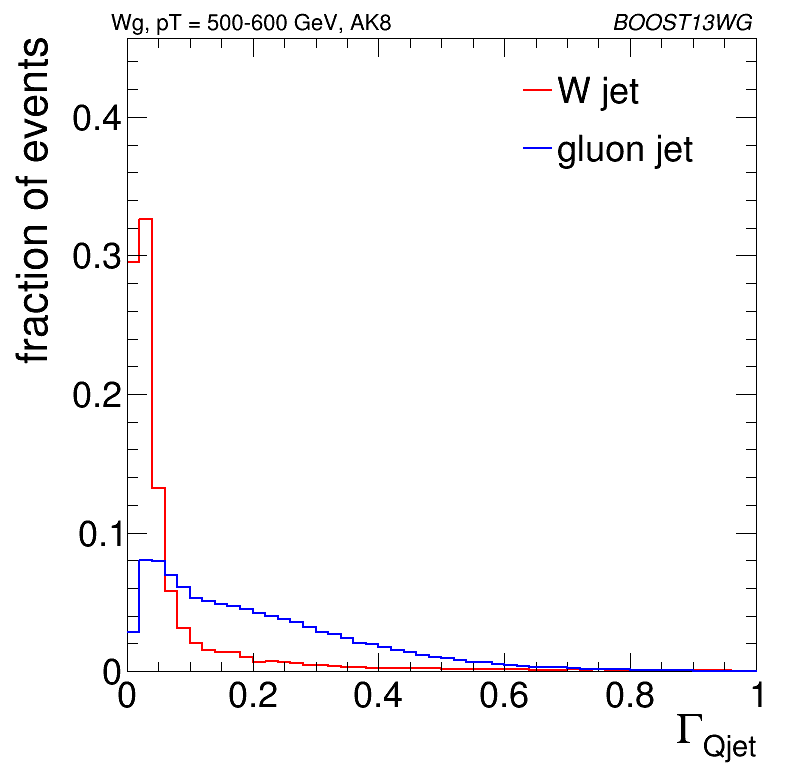 Wg, pT = 500-600 GeV, AK8 BOOST13WG
W jet
gluon jet
fraction of events
0.4
0.3
0.2
0.1
0
0 0.2 0.4 0.6 0.8 1
Γ_Qjet